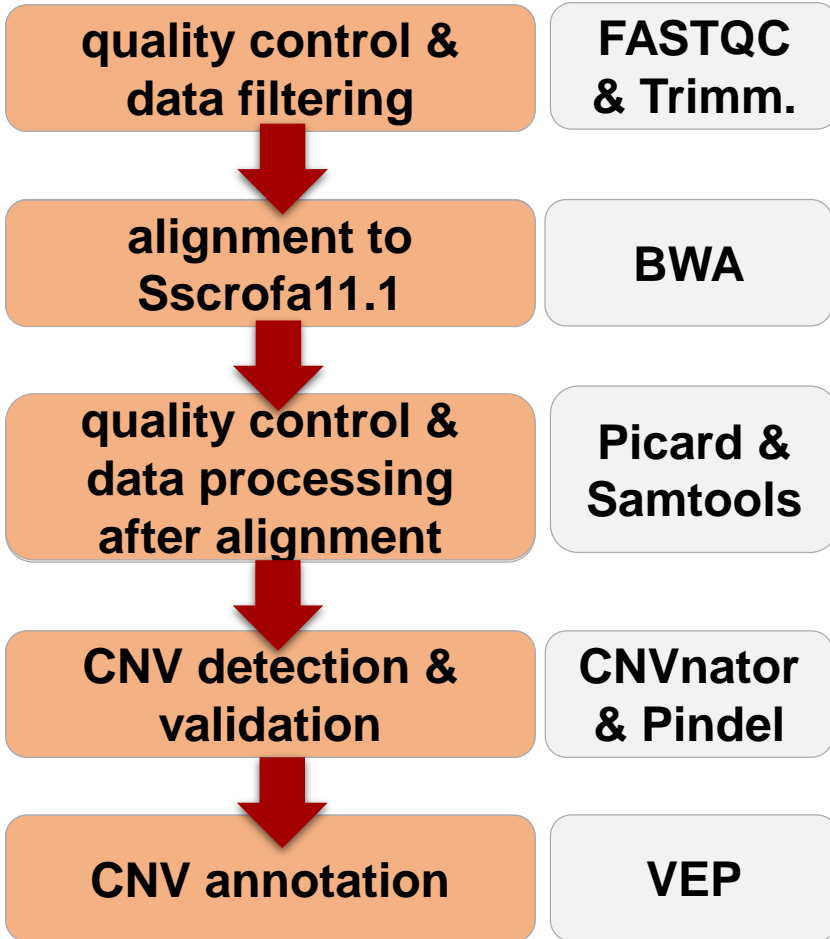 quality control &
data filtering
FASTQC
& Trimm.
alignment to
Sscrofa11.1
BWA
quality control &
data processing
after alignment
Picard &
Samtools
CNV detection &
validation
CNVnator
& Pindel
CNV annotation
VEP